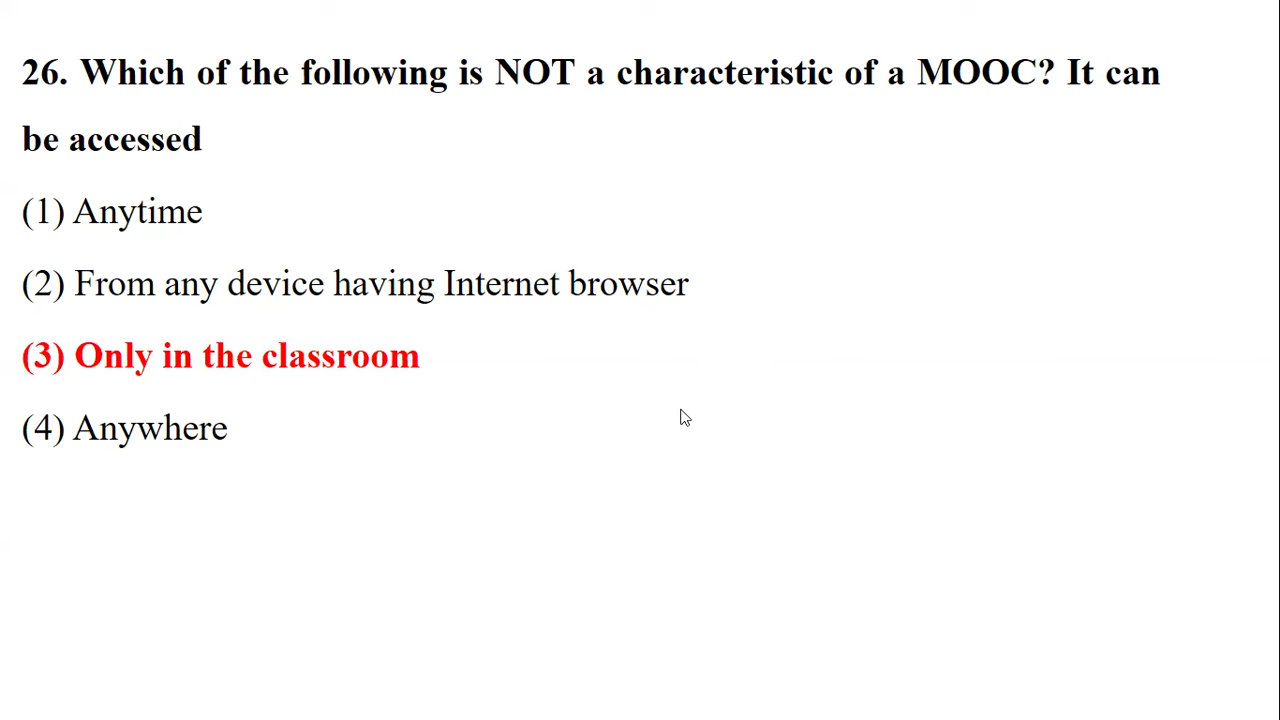 26. Which of the following is NOT a characteristic of a MOOC? It can
be accessed
(1) Anytime
(2) From any device having Internet browser
(3) Only in the classroom
(4) Anywhere